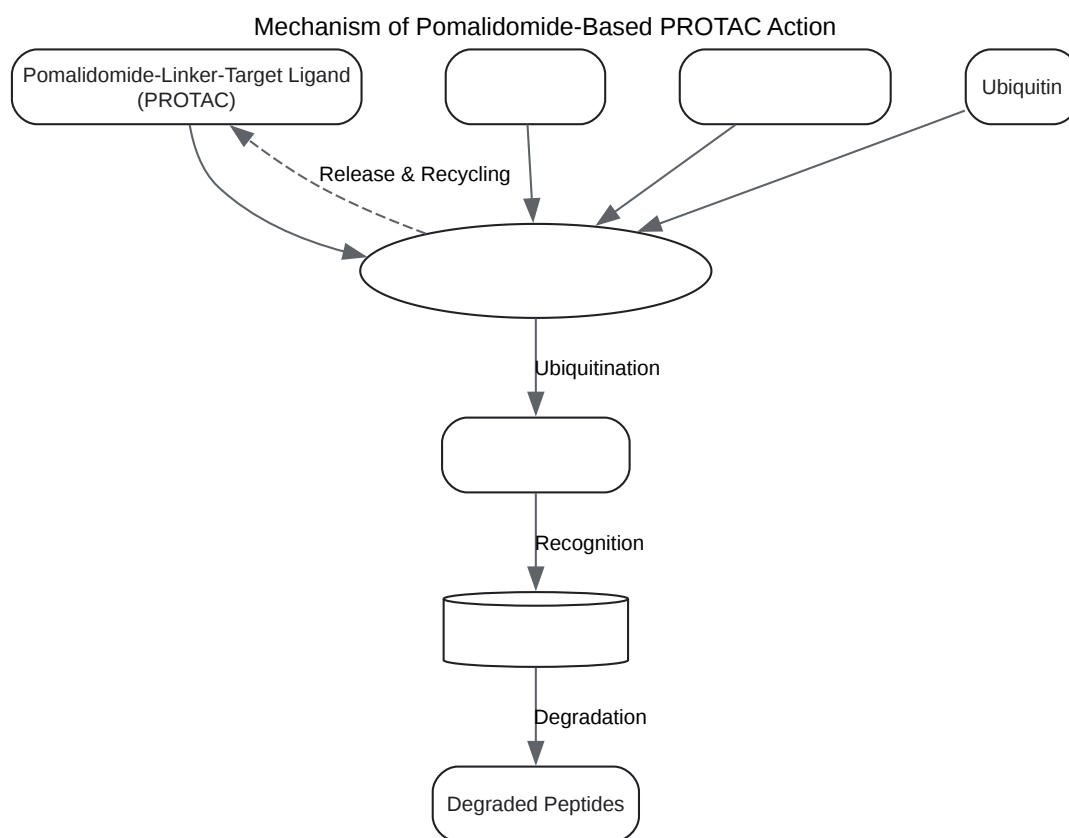 Mechanism of Pomalidomide-Based PROTAC Action
Pomalidomide-Linker-Target Ligand
(PROTAC)
Ubiquitin
Release & Recycling
Ubiquitination
Recognition
Degradation
Degraded Peptides